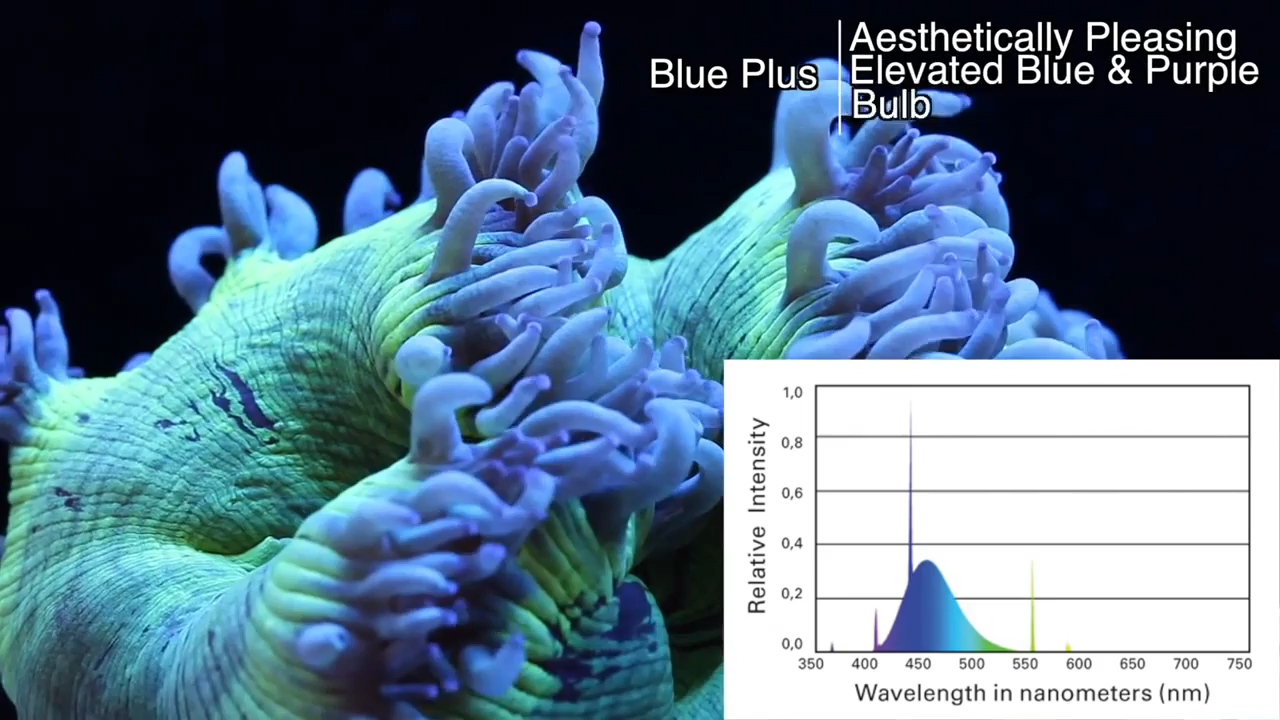 Blue Plus
Aesthetically Pleasing
Elevated Blue & Purple
Bulb
Relative Intensity
1,0
0,8
0,6
0,4
0,2
0,0
350 400 450 500 550 600 650 700 750
Wavelength in nanometers (nm)